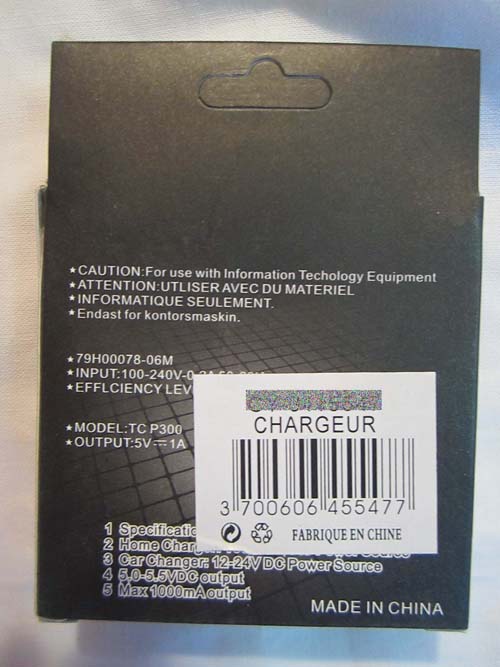 ★CAUTION:For use with Information Techology Equipment
★ATTENTION:UTLISER AVEC DU MATERIEL
★INFORMATIQUE SEULEMENT.
★Endast for kontorsmaskin.
★79H00078-06M
★INPUT:100-240V
★EFFLCIENCY
★MODEL:TC P300
★OUTPUT:5V⎓1A
CHARGEUR
3 700606 455477
FABRIQUE EN CHINE
1
2 Home
3 Car Changer: 12-24V DC Power Source
4 5.0-5.5VDC output
5 Max 1000mA output
MADE IN CHINA